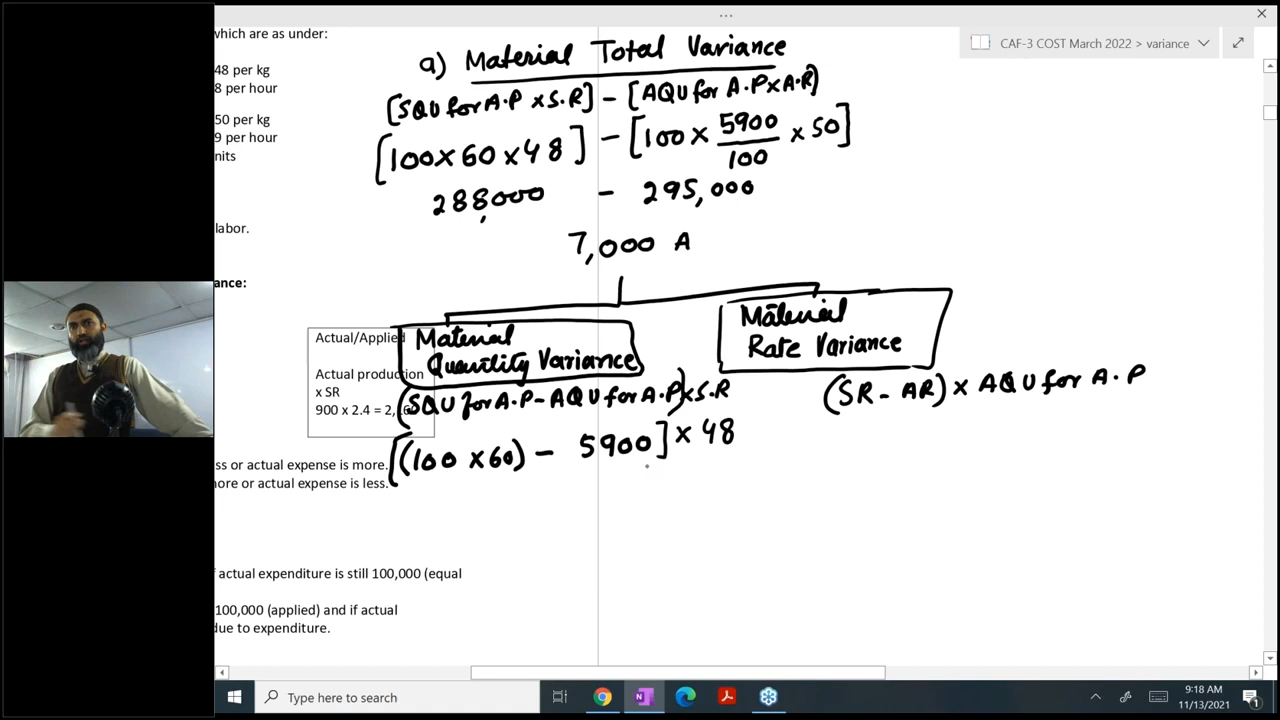 which are as under:
CAF-3 COST March 2022 > variance
48 per kg
8 per hour
50 per kg
9 per hour
nits
labor.
ance:
a) Material Total Variance
[SQU for A.P x S.R] - [AQU for A.P x A.R]
[100 x 60 x 48] - [100 x 5900/100 x 50]
288,000 - 295,000
7,000 A
Material
Quantity Variance
Material
Rate Variance
(SQU for A.P - AQU for A.P) x S.R
(SR - AR) x AQU for A.P
[(100 x 60) - 5900] x 48
Actual/Applied
Actual production
x SR
900 x 2.4 = 2,160
ss or actual expense is more.
nore or actual expense is less.
f actual expenditure is still 100,000 (equal
100,000 (applied) and if actual
due to expenditure.
Type here to search
9:18 AM
11/13/2021
1